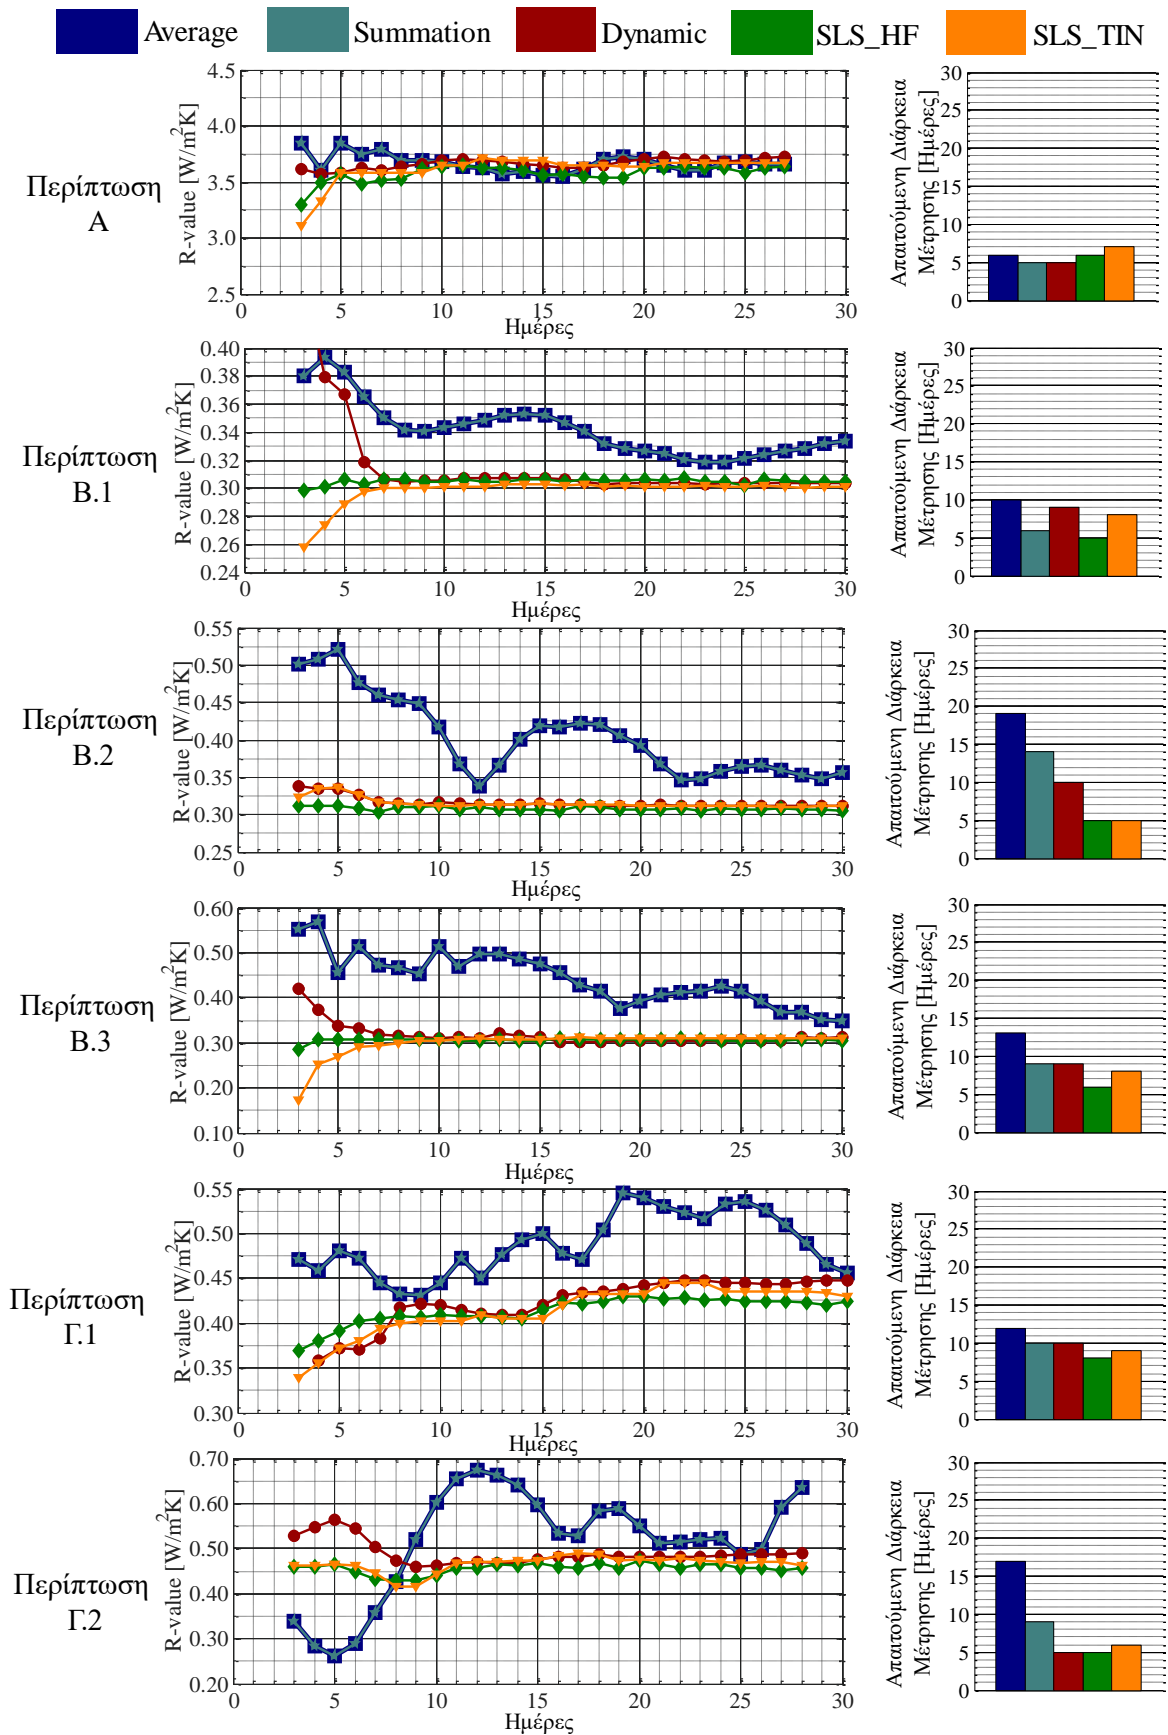 Average Summation Dynamic SLS_HF SLS_TIN
Περίπτωση
Α
R-value [W/m²K]
4.5
4.0
3.5
3.0
2.5
0 5 10 15 20 25 30
Ημέρες
Απαιτούμενη Διάρκεια
Μέτρησης [Ημέρες]
30
25
20
15
10
5
0
Περίπτωση
Β.1
R-value [W/m²K]
0.40
0.38
0.36
0.34
0.32
0.30
0.28
0.26
0.24
0 5 10 15 20 25 30
Ημέρες
Απαιτούμενη Διάρκεια
Μέτρησης [Ημέρες]
30
25
20
15
10
5
0
Περίπτωση
Β.2
R-value [W/m²K]
0.55
0.50
0.45
0.40
0.35
0.30
0.25
0 5 10 15 20 25 30
Ημέρες
Απαιτούμενη Διάρκεια
Μέτρησης [Ημέρες]
30
25
20
15
10
5
0
Περίπτωση
Β.3
R-value [W/m²K]
0.60
0.50
0.40
0.30
0.20
0.10
0 5 10 15 20 25 30
Ημέρες
Απαιτούμενη Διάρκεια
Μέτρησης [Ημέρες]
30
25
20
15
10
5
0
Περίπτωση
Γ.1
R-value [W/m²K]
0.55
0.50
0.45
0.40
0.35
0.30
0 5 10 15 20 25 30
Ημέρες
Απαιτούμενη Διάρκεια
Μέτρησης [Ημέρες]
30
25
20
15
10
5
0
Περίπτωση
Γ.2
R-value [W/m²K]
0.70
0.60
0.50
0.40
0.30
0.20
0 5 10 15 20 25 30
Ημέρες
Απαιτούμενη Διάρκεια
Μέτρησης [Ημέρες]
30
25
20
15
10
5
0